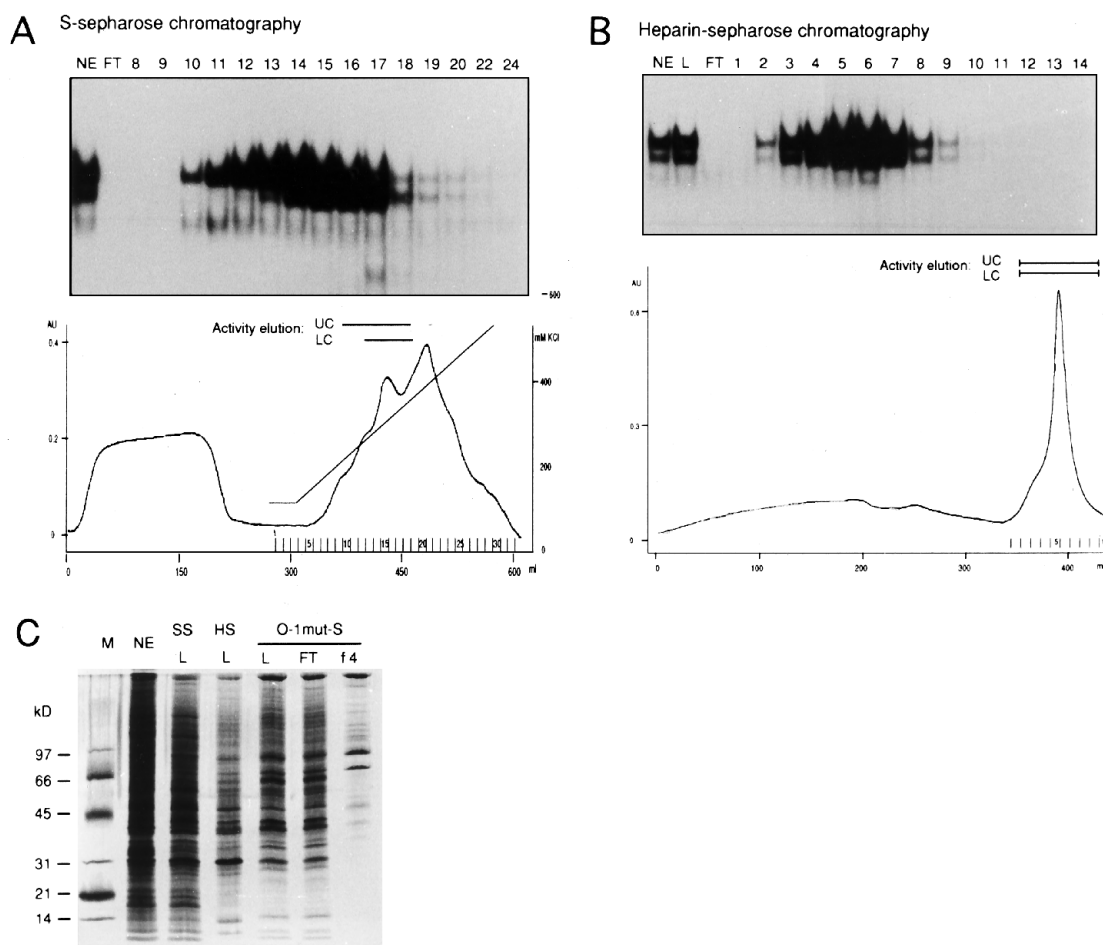 A S-sepharose chromatography
NE FT 8 9 10 11 12 13 14 15 16 17 18 19 20 22 24
AU
0.4
0.2
0
Activity elution: UC
LC
mM KCl
400
200
0
1 5 10 15 20 25 30
0 150 300 450 600 ml
B Heparin-sepharose chromatography
NE L FT 1 2 3 4 5 6 7 8 9 10 11 12 13 14
Activity elution: UC
LC
AU
0.6
0.3
0
5
0 100 200 300 400
C
M NE SS HS O-1mut-S
L L L FT f 4
kD
97
66
45
31
21
14